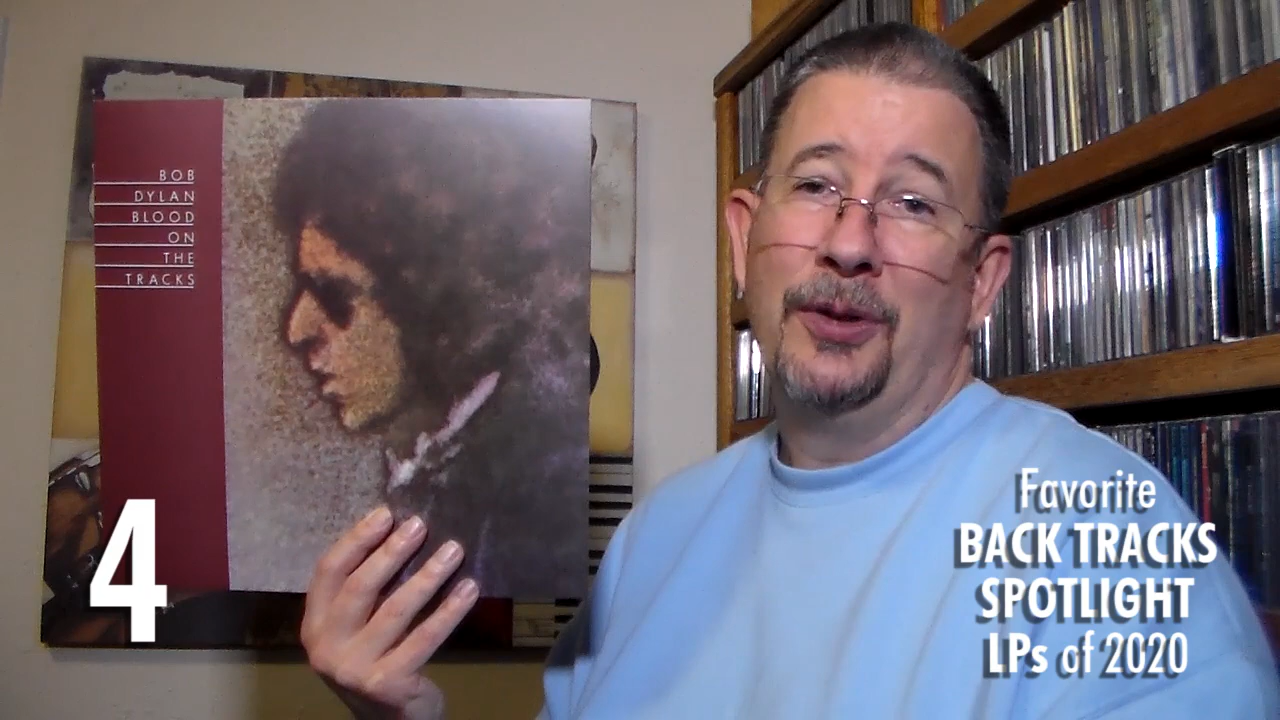 BOB
DYLAN
BLOOD
ON
THE
TRACKS
4
Favorite
BACK TRACKS
SPOTLIGHT
LPs of 2020